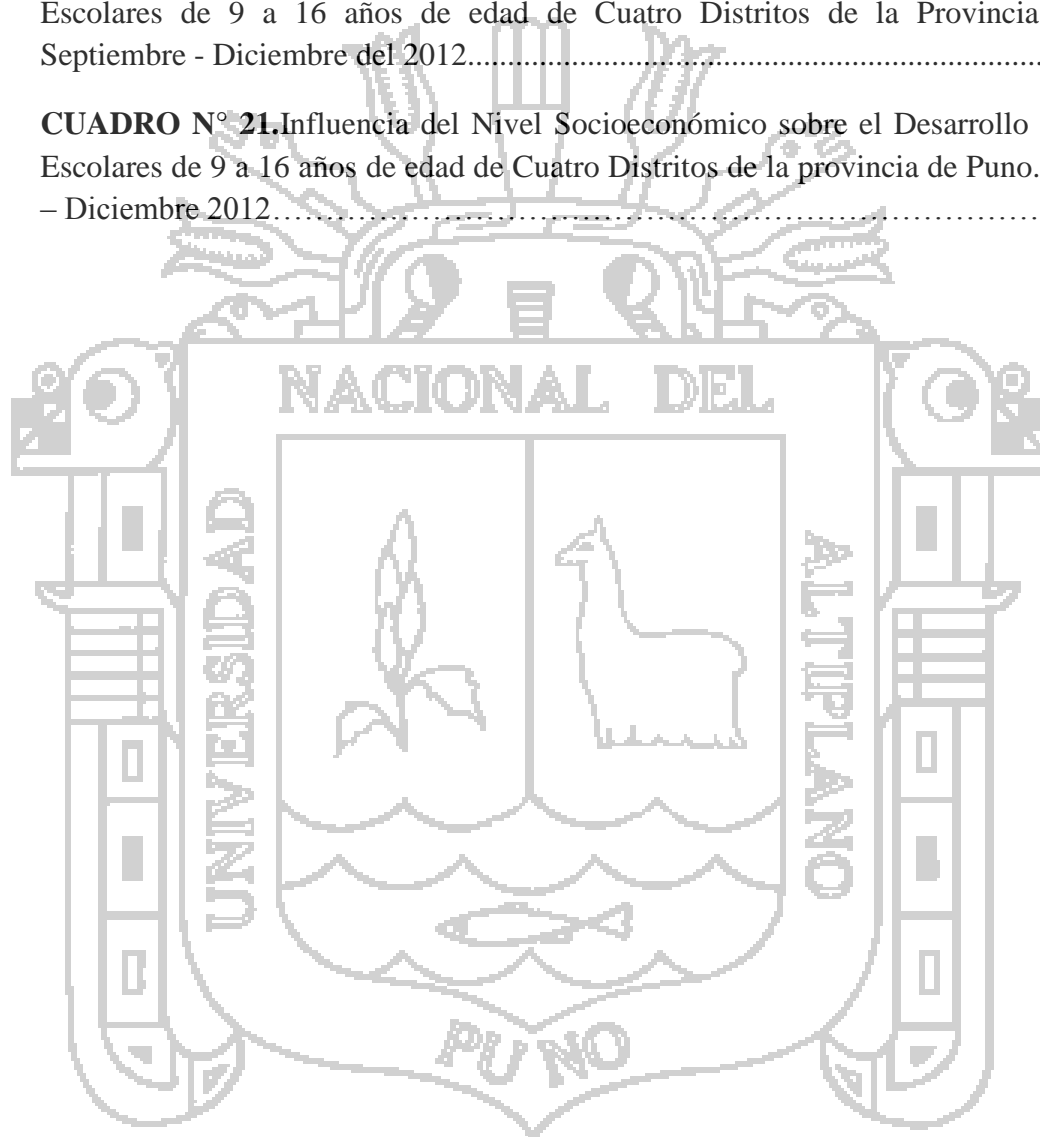 Escolares de 9 a 16 años de edad de Cuatro Distritos de la Provincia
Septiembre - Diciembre del 2012......................................................................
CUADRO N° 21.Influencia del Nivel Socioeconómico sobre el Desarrollo
Escolares de 9 a 16 años de edad de Cuatro Distritos de la provincia de Puno.
– Diciembre 2012……………………………………………………………………
UNIVERSIDAD
NACIONAL DEL
ALTIPLANO
PUNO